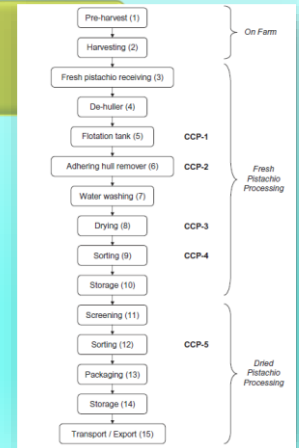 Pre-harvest (1)
Harvesting (2)
On Farm
Fresh pistachio receiving (3)
De-huller (4)
Flotation tank (5) CCP-1
Adhering hull remover (6) CCP-2
Water washing (7)
Drying (8) CCP-3
Sorting (9) CCP-4
Storage (10)
Fresh
Pistachio
Processing
Screening (11)
Sorting (12) CCP-5
Packaging (13)
Storage (14)
Transport / Export (15)
Dried
Pistachio
Processing